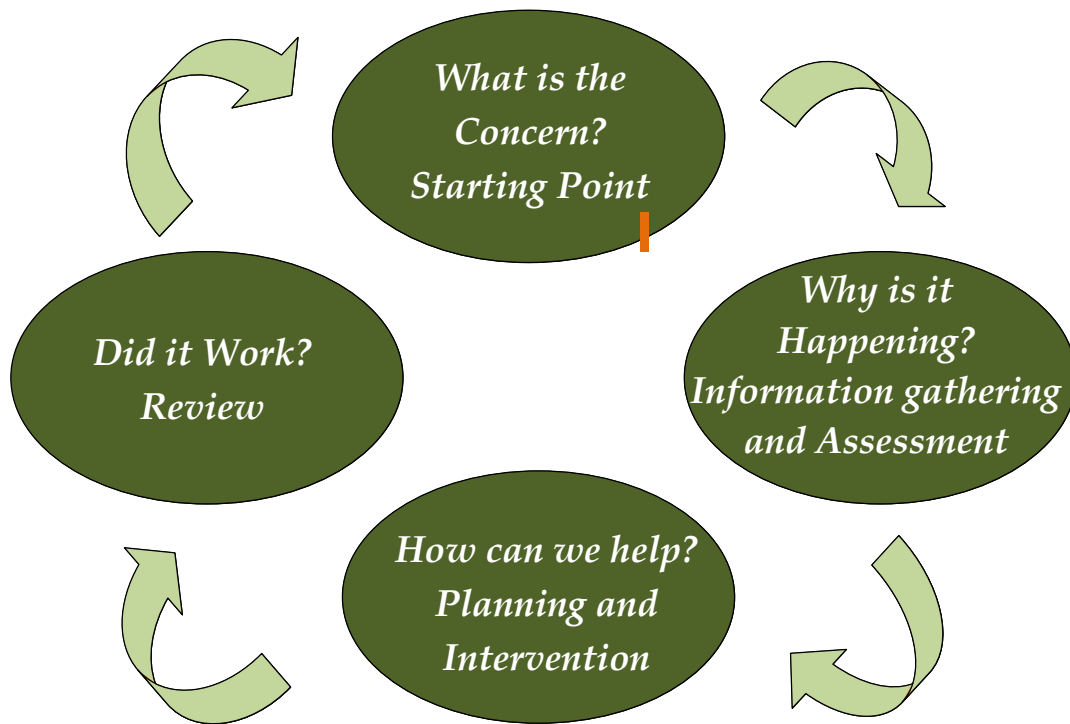 What is the
Concern?
Starting Point
Why is it
Happening?
Information gathering
and Assessment
How can we help?
Planning and
Intervention
Did it Work?
Review